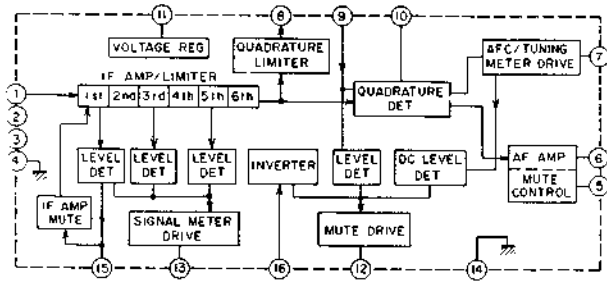 11 8 9 10
VOLTAGE REG
QUADRATURE
LIMITER
AFC/TUNING
METER DRIVE
7
IF AMP/LIMITER
1
1st 2nd 3rd 4th 5th 6th
QUADRATURE
DET
2
3
4
LEVEL
DET
LEVEL
DET
LEVEL
DET
INVERTER
LEVEL
DET
DC LEVEL
DET
AF AMP
MUTE
CONTROL
6
5
IF AMP
MUTE
SIGNAL METER
DRIVE
MUTE DRIVE
15 13 16 12 14